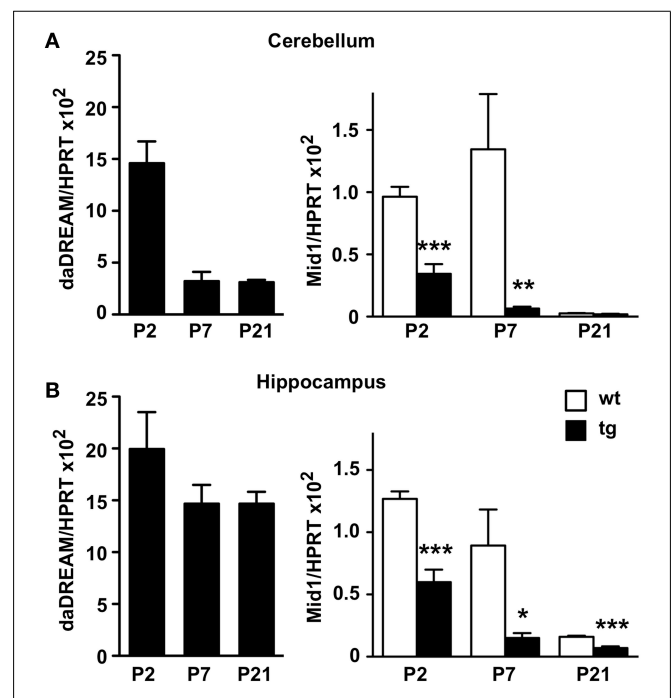 A
Cerebellum
daDREAM/HPRT x10²
25
20
15
10
5
0
P2 P7 P21
Mid1/HPRT x10²
1.5
1.0
0.5
0
***
**
P2 P7 P21
B
Hippocampus
daDREAM/HPRT x10²
25
20
15
10
5
0
P2 P7 P21
wt
tg
Mid1/HPRT x10²
1.5
1.0
0.5
0
***
*
***
P2 P7 P21